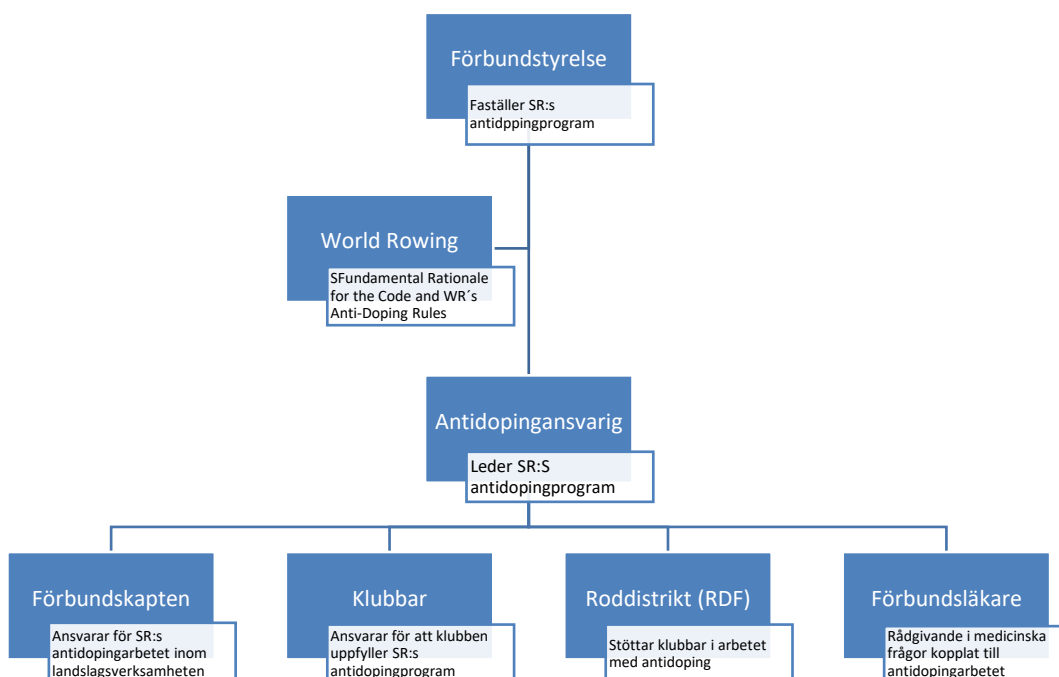 Förbundstyrelse
Faställer SR:s
antidppingprogram
World Rowing
SFundamental Rationale
for the Code and WR´s
Anti-Doping Rules
Antidopingansvarig
Leder SR:S
antidopingprogram
Förbundskapten
Ansvarar för SR:s
antidopingarbetet inom
landslagsverksamheten
Klubbar
Ansvarar för att klubben
uppfyller SR:s
antidopingprogram
Roddistrikt (RDF)
Stöttar klubbar i arbetet
med antidoping
Förbundsläkare
Rådgivande i medicinska
frågor kopplat till
antidopingarbetet